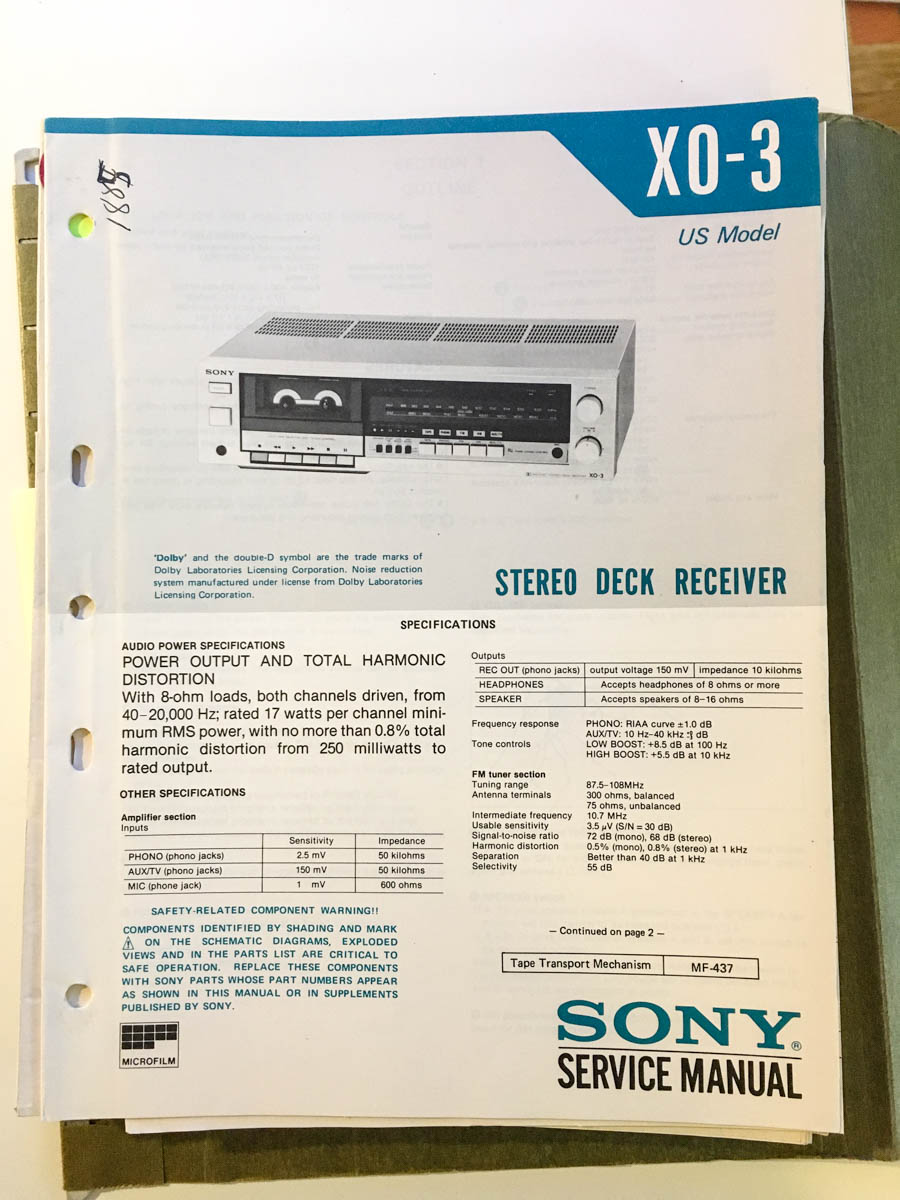 XO-3
US Model
188
SONY
XO-3
"Dolby" and the double-D symbol are the trade marks of
Dolby Laboratories Licensing Corporation. Noise reduction
system manufactured under license from Dolby Laboratories
Licensing Corporation.
STEREO DECK RECEIVER
SPECIFICATIONS
AUDIO POWER SPECIFICATIONS
POWER OUTPUT AND TOTAL HARMONIC
DISTORTION
With 8-ohm loads, both channels driven, from
40–20,000 Hz; rated 17 watts per channel mini-
mum RMS power, with no more than 0.8% total
harmonic distortion from 250 milliwatts to
rated output.
OTHER SPECIFICATIONS
Amplifier section
Inputs
Sensitivity Impedance
PHONO (phono jacks) 2.5 mV 50 kilohms
AUX/TV (phono jacks) 150 mV 50 kilohms
MIC (phone jack) 1 mV 600 ohms
SAFETY-RELATED COMPONENT WARNING!!
COMPONENTS IDENTIFIED BY SHADING AND MARK
⚠ ON THE SCHEMATIC DIAGRAMS, EXPLODED
VIEWS AND IN THE PARTS LIST ARE CRITICAL TO
SAFE OPERATION. REPLACE THESE COMPONENTS
WITH SONY PARTS WHOSE PART NUMBERS APPEAR
AS SHOWN IN THIS MANUAL OR IN SUPPLEMENTS
PUBLISHED BY SONY.
MICROFILM
Outputs
REC OUT (phono jacks) output voltage 150 mV impedance 10 kilohms
HEADPHONES Accepts headphones of 8 ohms or more
SPEAKER Accepts speakers of 8–16 ohms
Frequency response PHONO: RIAA curve ±1.0 dB
AUX/TV: 10 Hz–40 kHz dB
Tone controls LOW BOOST: +8.5 dB at 100 Hz
HIGH BOOST: +5.5 dB at 10 kHz
FM tuner section
Tuning range 87.5–108MHz
Antenna terminals 300 ohms, balanced
75 ohms, unbalanced
Intermediate frequency 10.7 MHz
Usable sensitivity 3.5 µV (S/N = 30 dB)
Signal-to-noise ratio 72 dB (mono), 68 dB (stereo)
Harmonic distortion 0.5% (mono), 0.8% (stereo) at 1 kHz
Separation Better than 40 dB at 1 kHz
Selectivity 55 dB
– Continued on page 2 –
Tape Transport Mechanism MF-437
SONY®
SERVICE MANUAL